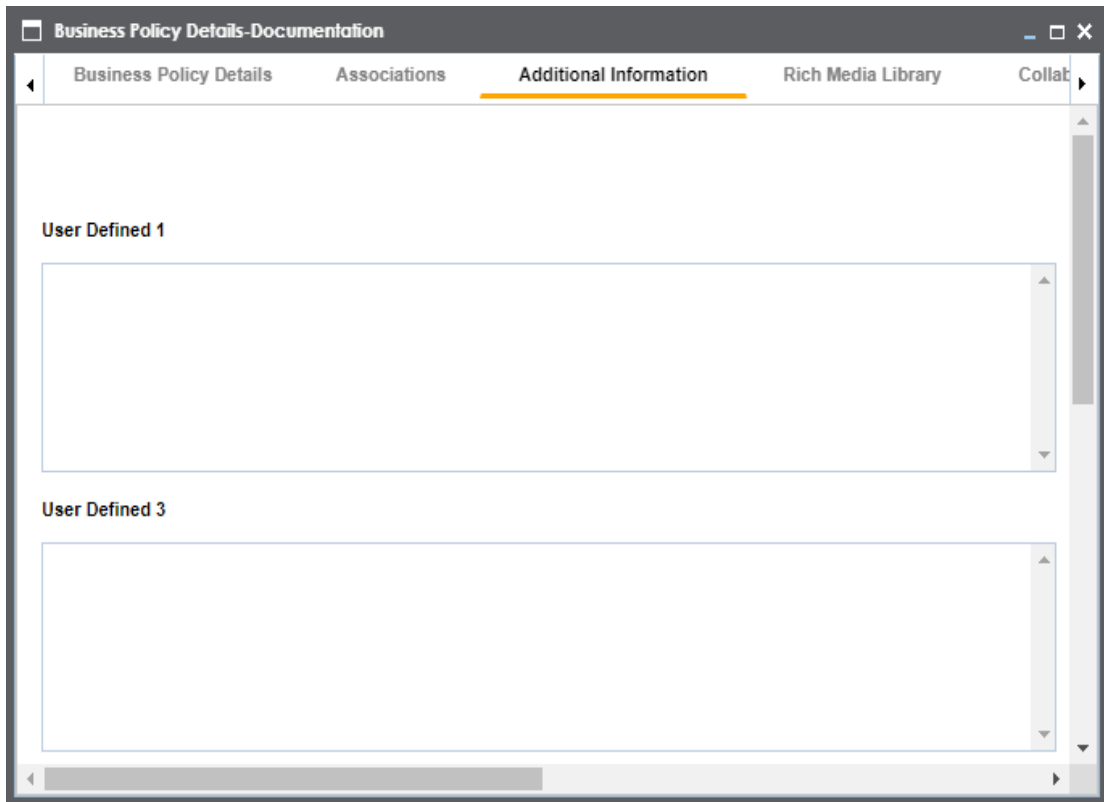 Business Policy Details-Documentation
Business Policy Details Associations Additional Information Rich Media Library Collab
User Defined 1
User Defined 3